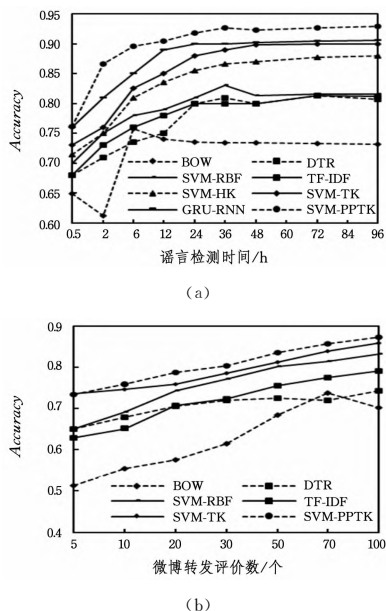 0.95
0.90
0.85
0.80
0.75
0.70
0.65
0.60
Accuracy
BOW
DTR
SVM-RBF
TF-IDF
SVM-HK
SVM-TK
GRU-RNN
SVM-PPTK
0.5 2 6 12 24 36 48 72 84 96
谣言检测时间/h
(a)
0.9
0.8
0.7
0.6
0.5
0.4
Accuracy
BOW
DTR
SVM-RBF
TF-IDF
SVM-TK
SVM-PPTK
5 10 20 30 50 70 100
微博转发评价数/个
(b)